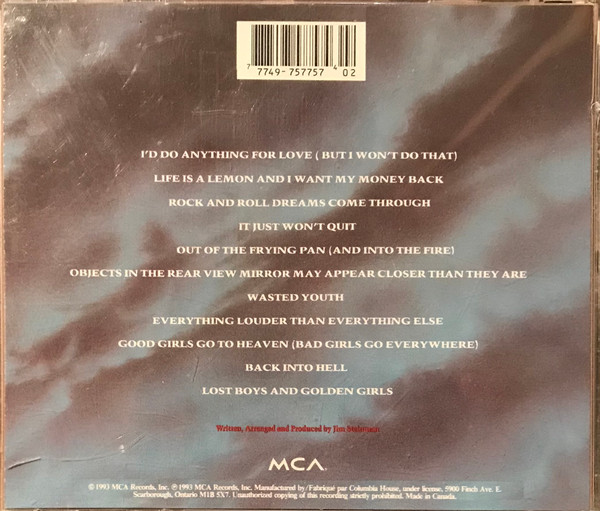 7 7749-757757 4 02
I'D DO ANYTHING FOR LOVE ( BUT I WON'T DO THAT)
LIFE IS A LEMON AND I WANT MY MONEY BACK
ROCK AND ROLL DREAMS COME THROUGH
IT JUST WON'T QUIT
OUT OF THE FRYING PAN (AND INTO THE FIRE)
OBJECTS IN THE REAR VIEW MIRROR MAY APPEAR CLOSER THAN THEY ARE
WASTED YOUTH
EVERYTHING LOUDER THAN EVERYTHING ELSE
GOOD GIRLS GO TO HEAVEN (BAD GIRLS GO EVERYWHERE)
BACK INTO HELL
LOST BOYS AND GOLDEN GIRLS
Written, Arranged and Produced by Jim Steinman
MCA
© 1993 MCA Records, Inc. ℗ 1993 MCA Records, Inc. Manufactured by/Fabriqué par Columbia House, under license, 5900 Finch Ave. E.
Scarborough, Ontario M1B 5X7. Unauthorized copying of this recording strictly prohibited. Made in Canada.